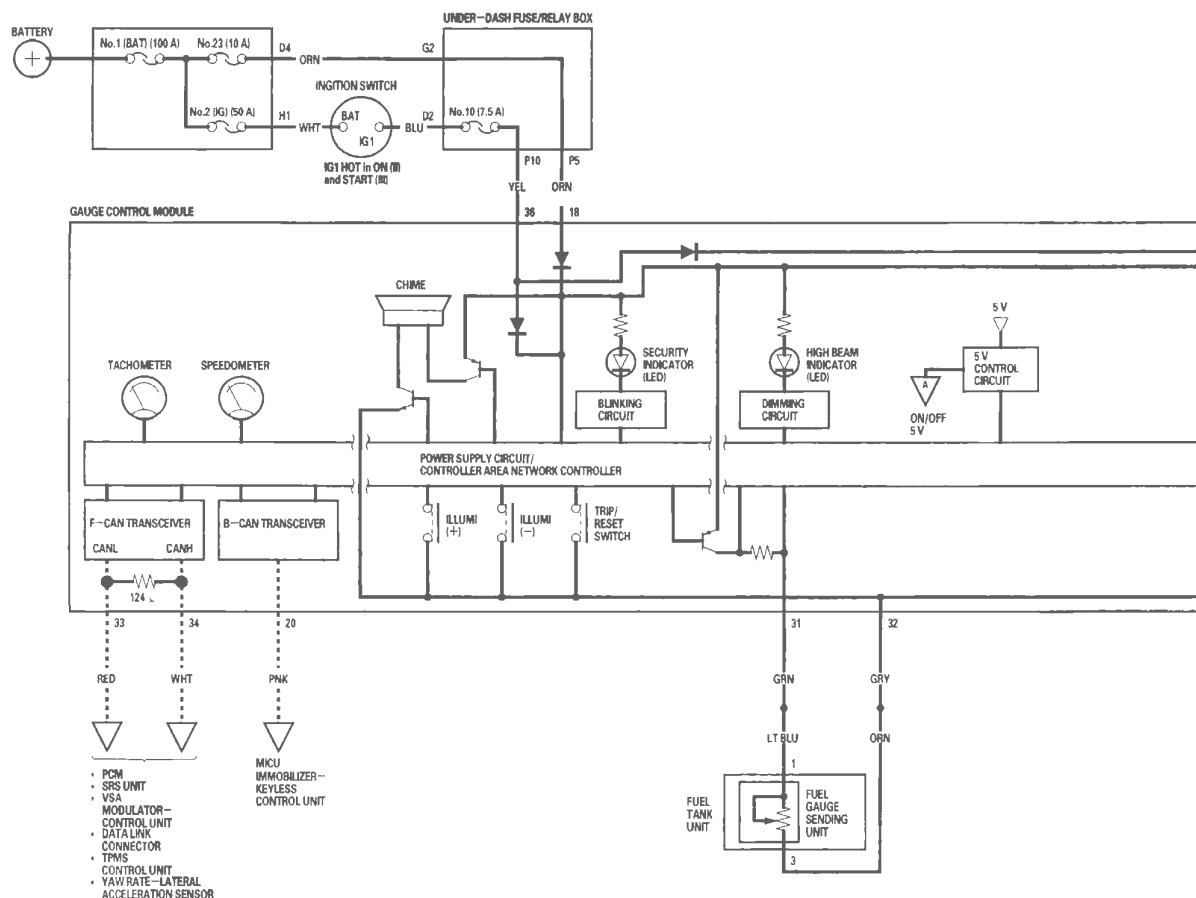 UNDER-DASH FUSE/RELAY BOX
BATTERY
No.1 (BAT) (100 A)
No.23 (10 A)
D4
ORN
G2
INGITION SWITCH
No.2 (IG) (50 A)
H1
WHT
BAT
IG1
BLU
D2
No.10 (7.5 A)
IG1 HOT in ON (II)
and START (III)
P10
P5
YEL
ORN
36
18
GAUGE CONTROL MODULE
CHIME
5 V
TACHOMETER
SPEEDOMETER
SECURITY
INDICATOR
(LED)
HIGH BEAM
INDICATOR
(LED)
5 V
CONTROL
CIRCUIT
A
BLINKING
CIRCUIT
DIMMING
CIRCUIT
ON/OFF
5 V
POWER SUPPLY CIRCUIT/
CONTROLLER AREA NETWORK CONTROLLER
F-CAN TRANSCEIVER
CANL
CANH
B-CAN TRANSCEIVER
ILLUMI
(+)
ILLUMI
(-)
TRIP/
RESET
SWITCH
124
33
34
20
31
32
RED
WHT
PNK
GRN
GRY
LT BLU
ORN
• PCM
• SRS UNIT
• VSA
MODULATOR-
CONTROL UNIT
• DATA LINK
CONNECTOR
• TPMS
CONTROL UNIT
• YAW RATE-LATERAL
ACCELERATION SENSOR
MICU
IMMOBILIZER-
KEYLESS
CONTROL UNIT
1
FUEL
TANK
UNIT
FUEL
GAUGE
SENDING
UNIT
3